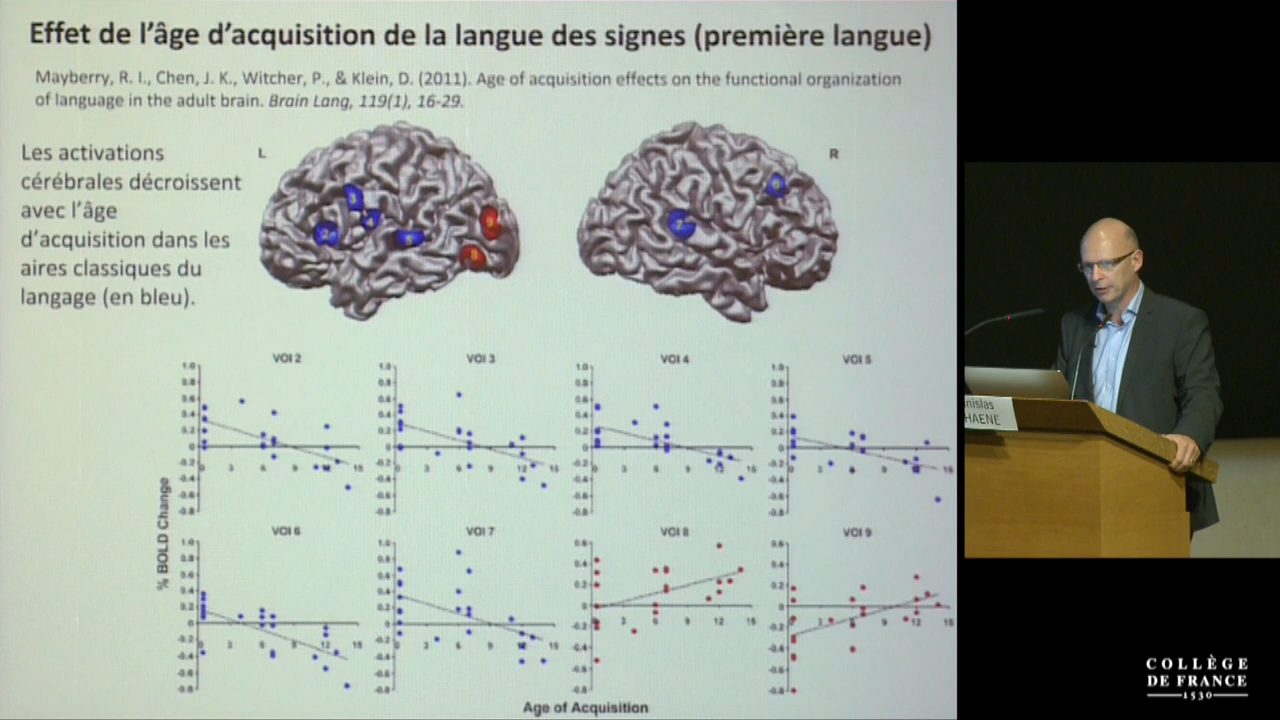 Effet de l'âge d'acquisition de la langue des signes (première langue)
Mayberry, R. I., Chen, J. K., Witcher, P., & Klein, D. (2011). Age of acquisition effects on the functional organization
of language in the adult brain. Brain Lang, 119(1), 16-29.
Les activations
cérébrales décroissent
avec l'âge
d'acquisition dans les
aires classiques du
langage (en bleu).
L
R
VOI 2
VOI 3
VOI 4
VOI 5
VOI 6
VOI 7
VOI 8
VOI 9
% BOLD Change
Age of Acquisition
nislas
HAENE
COLLÈGE
DE FRANCE
1530